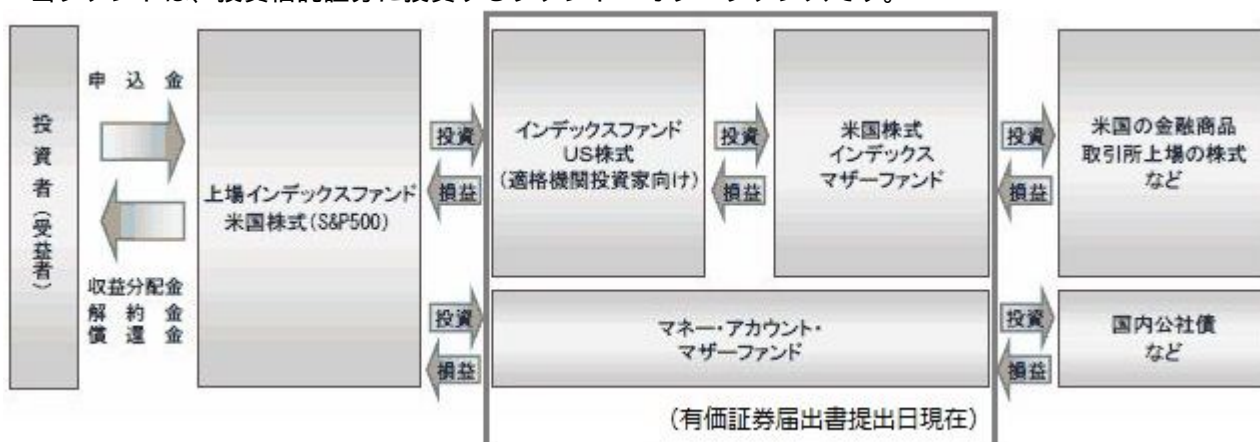 当ファンドは、投資信託証券に投資するファンド・オブ・ファンズです。
投資者(受益者)
申込金
収益分配金
解約金
償還金
上場インデックスファンド
米国株式(S&P500)
投資
損益
インデックスファンド
US株式
(適格機関投資家向け)
投資
損益
米国株式
インデックス
マザーファンド
投資
損益
米国の金融商品
取引所上場の株式
など
投資
損益
マネー・アカウント・
マザーファンド
投資
損益
国内公社債
など
(有価証券届出書提出日現在)